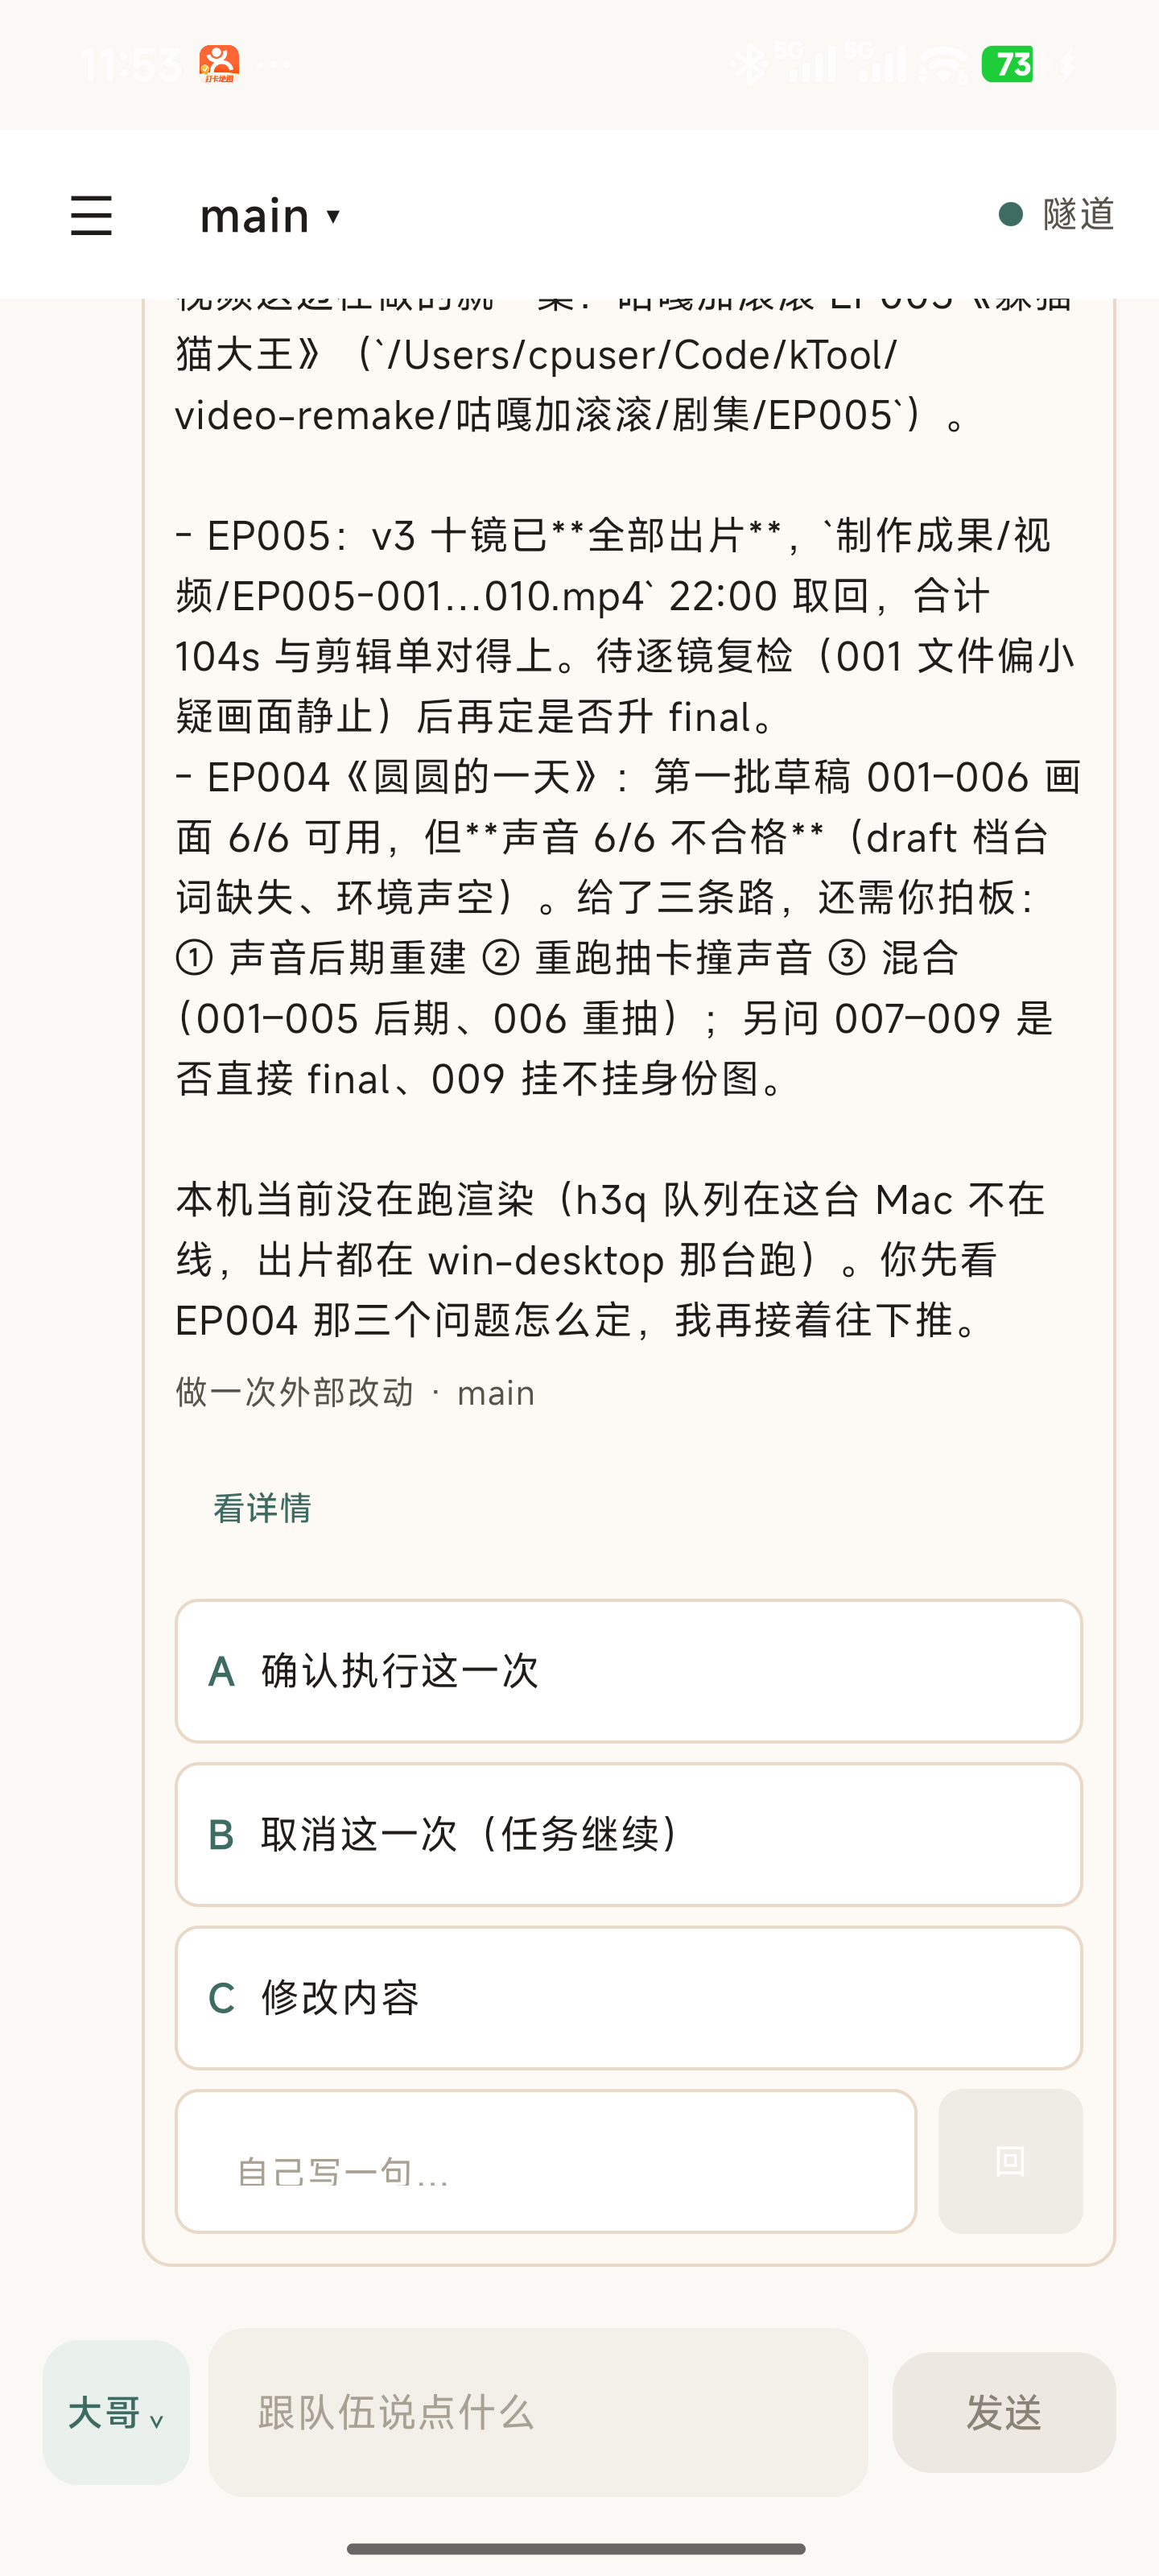 11:53
打卡地图
...
5G 5G 6 73
main ▾
隧道
猫大王》（`/Users/cpuser/Code/kTool/
video-remake/咕嘎加滚滚/剧集/EP005`）。
- EP005：v3 十镜已**全部出片**，`制作成果/视
频/EP005-001...010.mp4` 22:00 取回，合计
104s 与剪辑单对得上。待逐镜复检（001 文件偏小
疑画面静止）后再定是否升 final。
- EP004《圆圆的一天》：第一批草稿 001–006 画
面 6/6 可用，但**声音 6/6 不合格**（draft 档台
词缺失、环境声空）。给了三条路，还需你拍板：
① 声音后期重建 ② 重跑抽卡撞声音 ③ 混合
（001–005 后期、006 重抽）；另问 007–009 是
否直接 final、009 挂不挂身份图。
本机当前没在跑渲染（h3q 队列在这台 Mac 不在
线，出片都在 win-desktop 那台跑）。你先看
EP004 那三个问题怎么定，我再接着往下推。
做一次外部改动 · main
看详情
A 确认执行这一次
B 取消这一次（任务继续）
C 修改内容
自己写一句...
回
大哥
跟队伍说点什么
发送